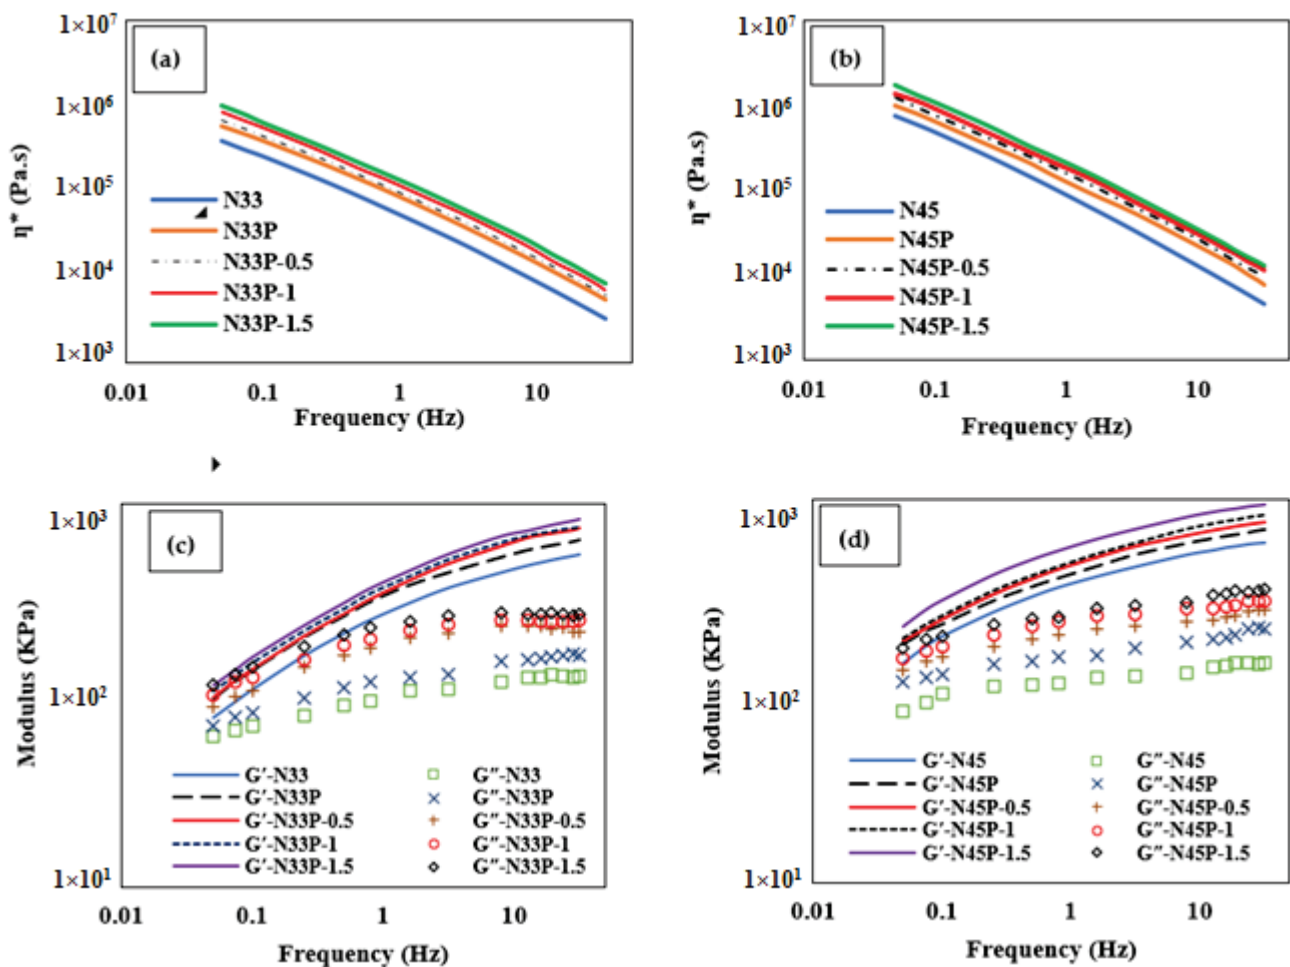 (a)
1×10⁷
1×10⁶
1×10⁵
1×10⁴
1×10³
η* (Pa.s)
N33
N33P
N33P-0.5
N33P-1
N33P-1.5
0.01 0.1 1 10
Frequency (Hz)
(b)
1×10⁷
1×10⁶
1×10⁵
1×10⁴
1×10³
η* (Pa.s)
N45
N45P
N45P-0.5
N45P-1
N45P-1.5
0.01 0.1 1 10
Frequency (Hz)
(c)
1×10³
1×10²
1×10¹
Modulus (KPa)
G′-N33 G″-N33
G′-N33P G″-N33P
G′-N33P-0.5 G″-N33P-0.5
G′-N33P-1 G″-N33P-1
G′-N33P-1.5 G″-N33P-1.5
0.01 0.1 1 10
Frequency (Hz)
(d)
1×10³
1×10²
1×10¹
Modulus (KPa)
G′-N45 G″-N45
G′-N45P G″-N45P
G′-N45P-0.5 G″-N45P-0.5
G′-N45P-1 G″-N45P-1
G′-N45P-1.5 G″-N45P-1.5
0.01 0.1 1 10
Frequency (Hz)